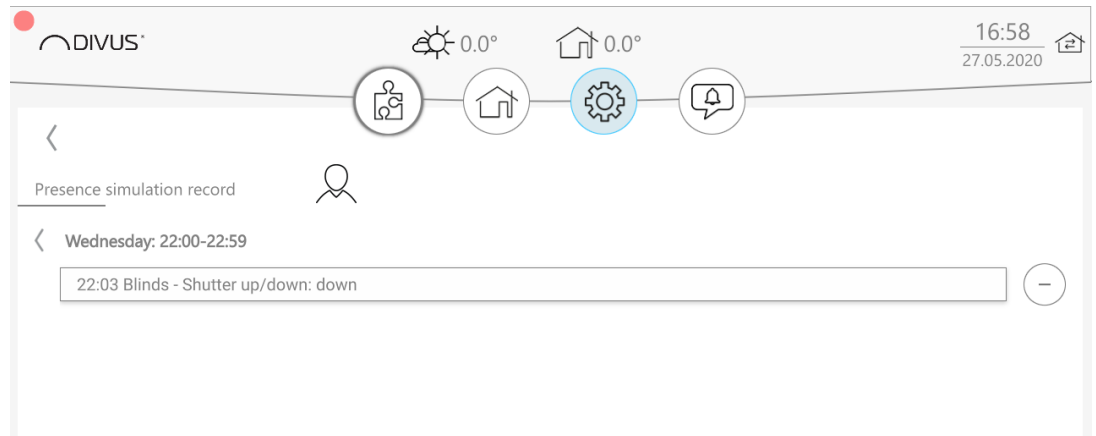 DIVUS
0.0°
0.0°
16:58
27.05.2020
Presence simulation record
Wednesday: 22:00-22:59
22:03 Blinds - Shutter up/down: down